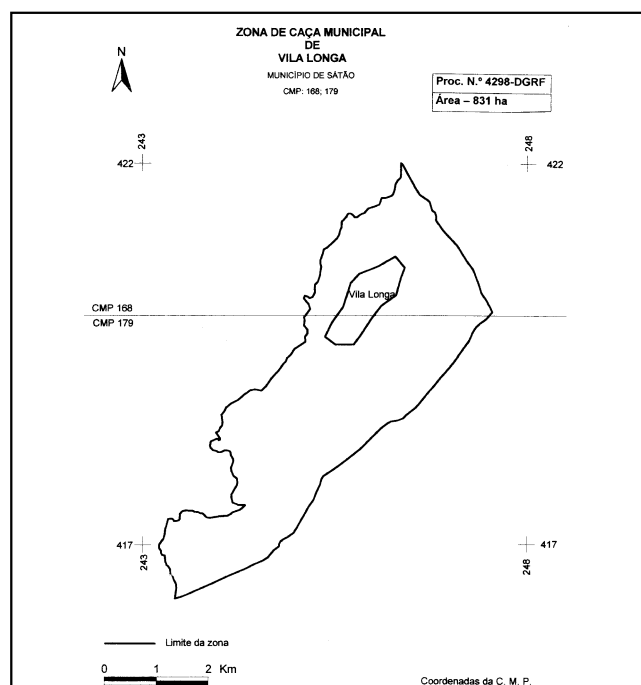 ZONA DE CAÇA MUNICIPAL
DE
VILA LONGA
MUNICÍPIO DE SÁTÃO
CMP: 168; 179
N
Proc. N.º 4298-DGRF
Área – 831 ha
243
248
422
422
Vila Longa
CMP 168
CMP 179
417
417
243
248
Limite da zona
0 1 2 Km
Coordenadas da C. M. P.